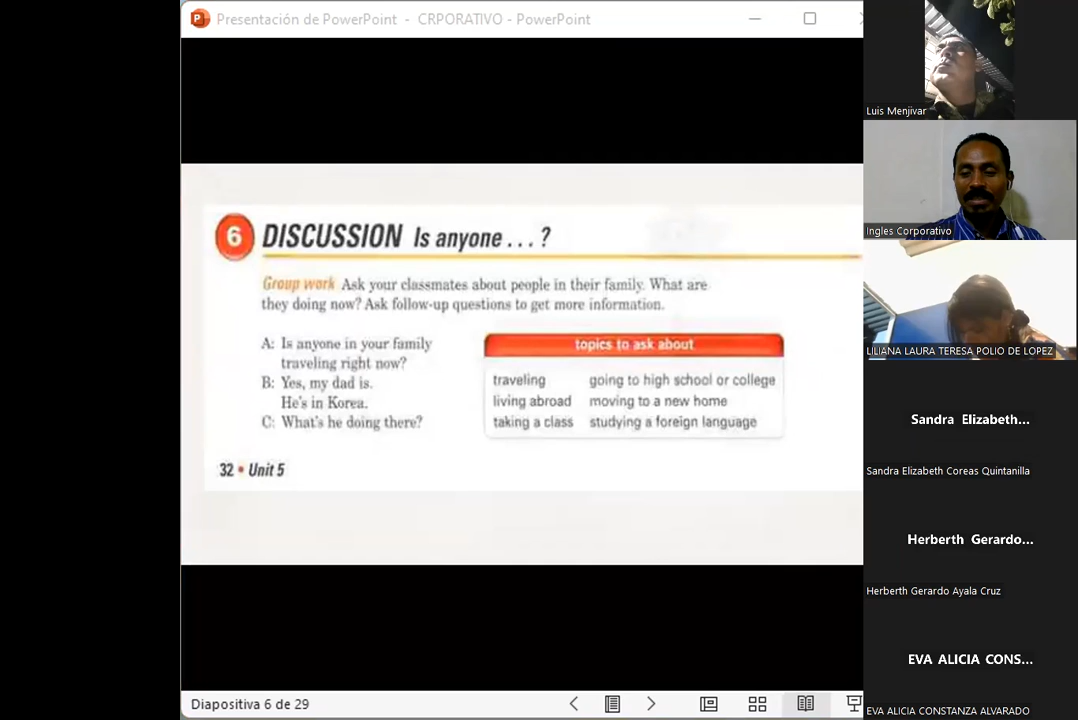 Presentación de PowerPoint - CRPORATIVO - PowerPoint
6 DISCUSSION Is anyone . . . ?
Group work Ask your classmates about people in their family. What are
they doing now? Ask follow-up questions to get more information.
A: Is anyone in your family
traveling right now?
B: Yes, my dad is.
He's in Korea.
C: What's he doing there?
topics to ask about
traveling going to high school or college
living abroad moving to a new home
taking a class studying a foreign language
32 • Unit 5
Diapositiva 6 de 29
Luis Menjivar
Ingles Corporativo
LILIANA LAURA TERESA POLIO DE LOPEZ
Sandra Elizabeth...
Sandra Elizabeth Coreas Quintanilla
Herberth Gerardo...
Herberth Gerardo Ayala Cruz
EVA ALICIA CONS...
EVA ALICIA CONSTANZA ALVARADO